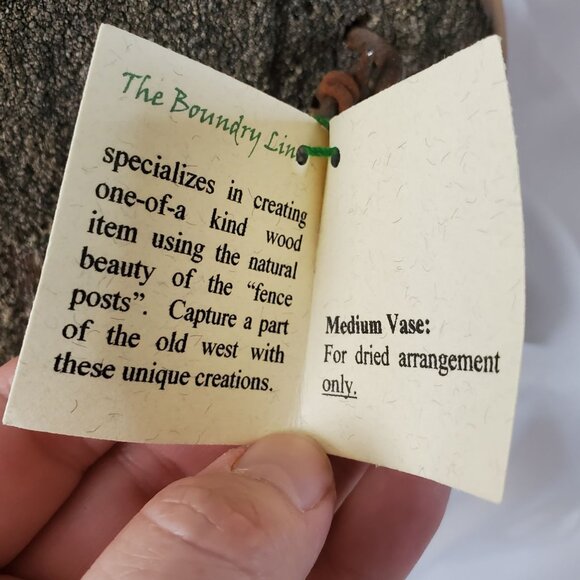 The Boundry Lin
specializes in creating
one-of-a kind wood
item using the natural
beauty of the “fence
posts”. Capture a part
of the old west with
these unique creations.
Medium Vase:
For dried arrangement
only.